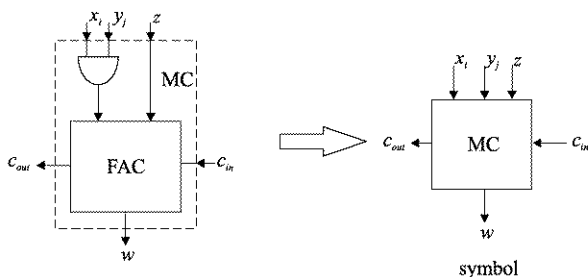 x_i y_j z
MC
FAC
c_out
c_in
w
x_i y_j z
c_out
MC
c_in
w
symbol